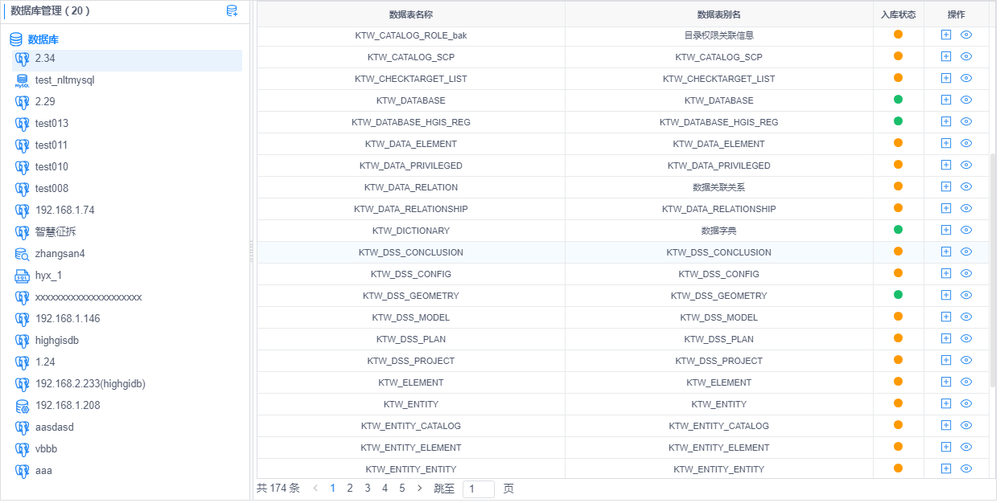 数据库管理 ( 20 )
数据库
2.34
test_nltmysql
2.29
test013
test011
test010
test008
192.168.1.74
智慧征拆
zhangsan4
hyx_1
xxxxxxxxxxxxxxxxxxxxx
192.168.1.146
highgisdb
1.24
192.168.2.233(highgidb)
192.168.1.208
aasdasd
vbbb
aaa
数据表名称 数据表别名 入库状态 操作
KTW_CATALOG_ROLE_bak 目录权限关联信息
KTW_CATALOG_SCP KTW_CATALOG_SCP
KTW_CHECKTARGET_LIST KTW_CHECKTARGET_LIST
KTW_DATABASE KTW_DATABASE
KTW_DATABASE_HGIS_REG KTW_DATABASE_HGIS_REG
KTW_DATA_ELEMENT KTW_DATA_ELEMENT
KTW_DATA_PRIVILEGED KTW_DATA_PRIVILEGED
KTW_DATA_RELATION 数据关联关系
KTW_DATA_RELATIONSHIP KTW_DATA_RELATIONSHIP
KTW_DICTIONARY 数据字典
KTW_DSS_CONCLUSION KTW_DSS_CONCLUSION
KTW_DSS_CONFIG KTW_DSS_CONFIG
KTW_DSS_GEOMETRY KTW_DSS_GEOMETRY
KTW_DSS_MODEL KTW_DSS_MODEL
KTW_DSS_PLAN KTW_DSS_PLAN
KTW_DSS_PROJECT KTW_DSS_PROJECT
KTW_ELEMENT KTW_ELEMENT
KTW_ENTITY KTW_ENTITY
KTW_ENTITY_CATALOG KTW_ENTITY_CATALOG
KTW_ENTITY_ELEMENT KTW_ENTITY_ELEMENT
KTW_ENTITY_ENTITY KTW_ENTITY_ENTITY
共 174 条 < 1 2 3 4 5 > 跳至 1 页